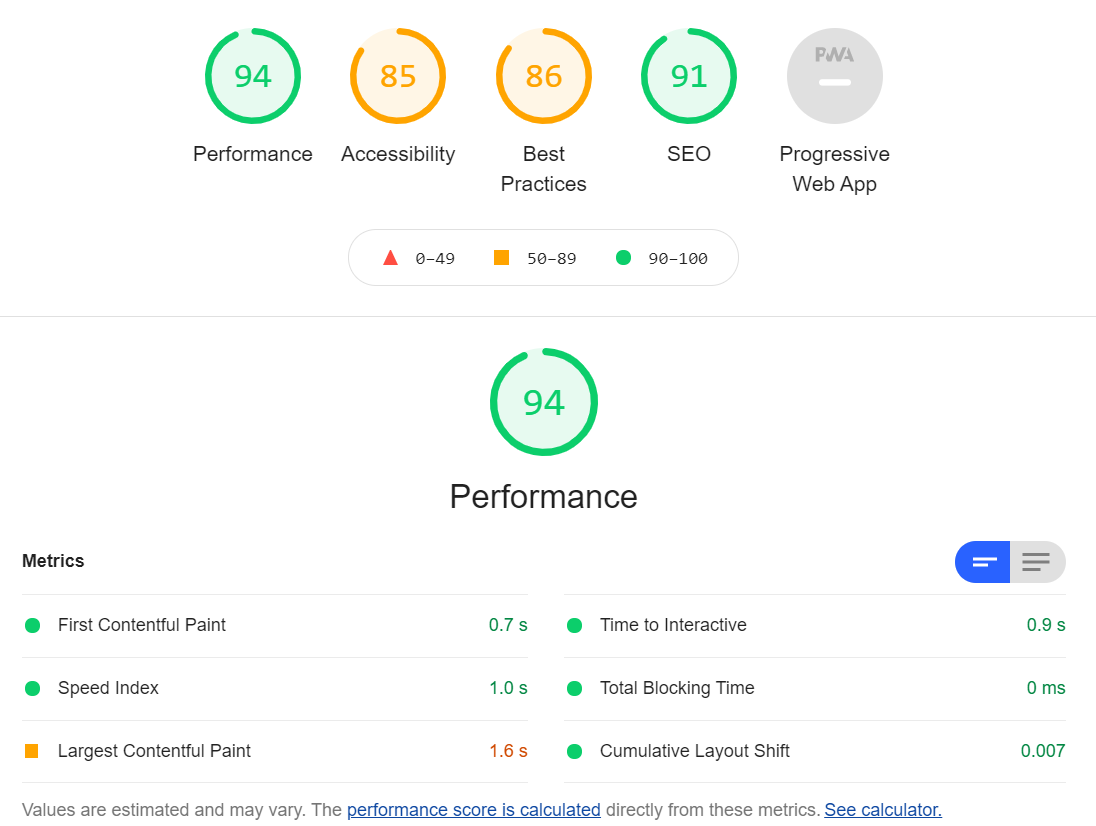 94 85 86 91 PWA
Performance Accessibility Best Practices SEO Progressive Web App
0–49 50–89 90–100
94
Performance
Metrics
First Contentful Paint 0.7 s
Time to Interactive 0.9 s
Speed Index 1.0 s
Total Blocking Time 0 ms
Largest Contentful Paint 1.6 s
Cumulative Layout Shift 0.007
Values are estimated and may vary. The performance score is calculated directly from these metrics. See calculator.